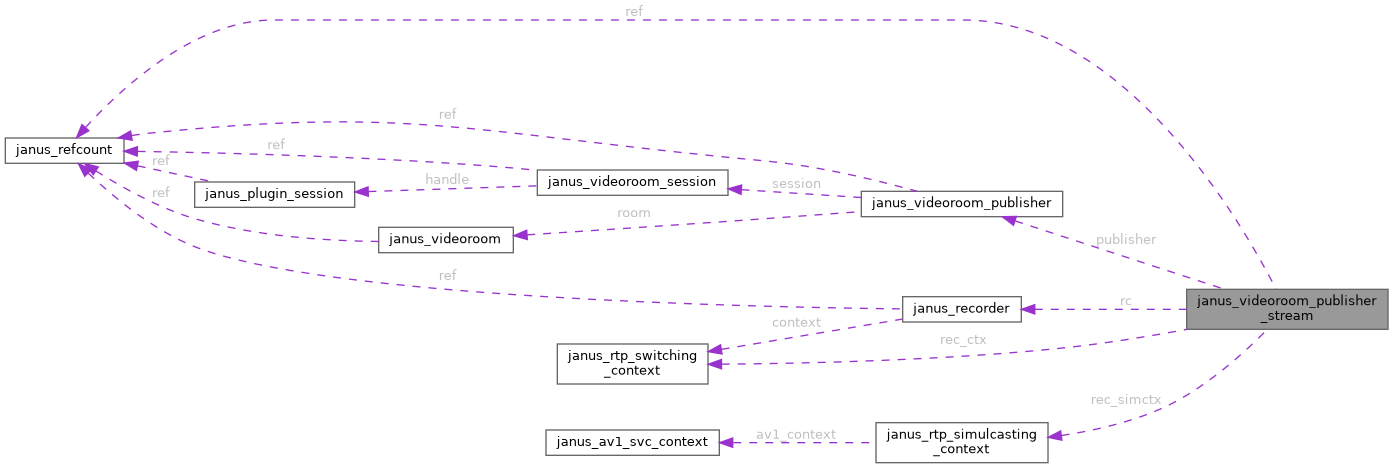 ref
ref
janus_refcount
ref
ref
janus_videoroom_session
handle
session
janus_plugin_session
ref
janus_videoroom_publisher
room
janus_videoroom
publisher
ref
janus_videoroom_publisher
_stream
rc
janus_recorder
context
rec_ctx
janus_rtp_switching
_context
rec_simctx
av1_context
janus_rtp_simulcasting
_context
janus_av1_svc_context